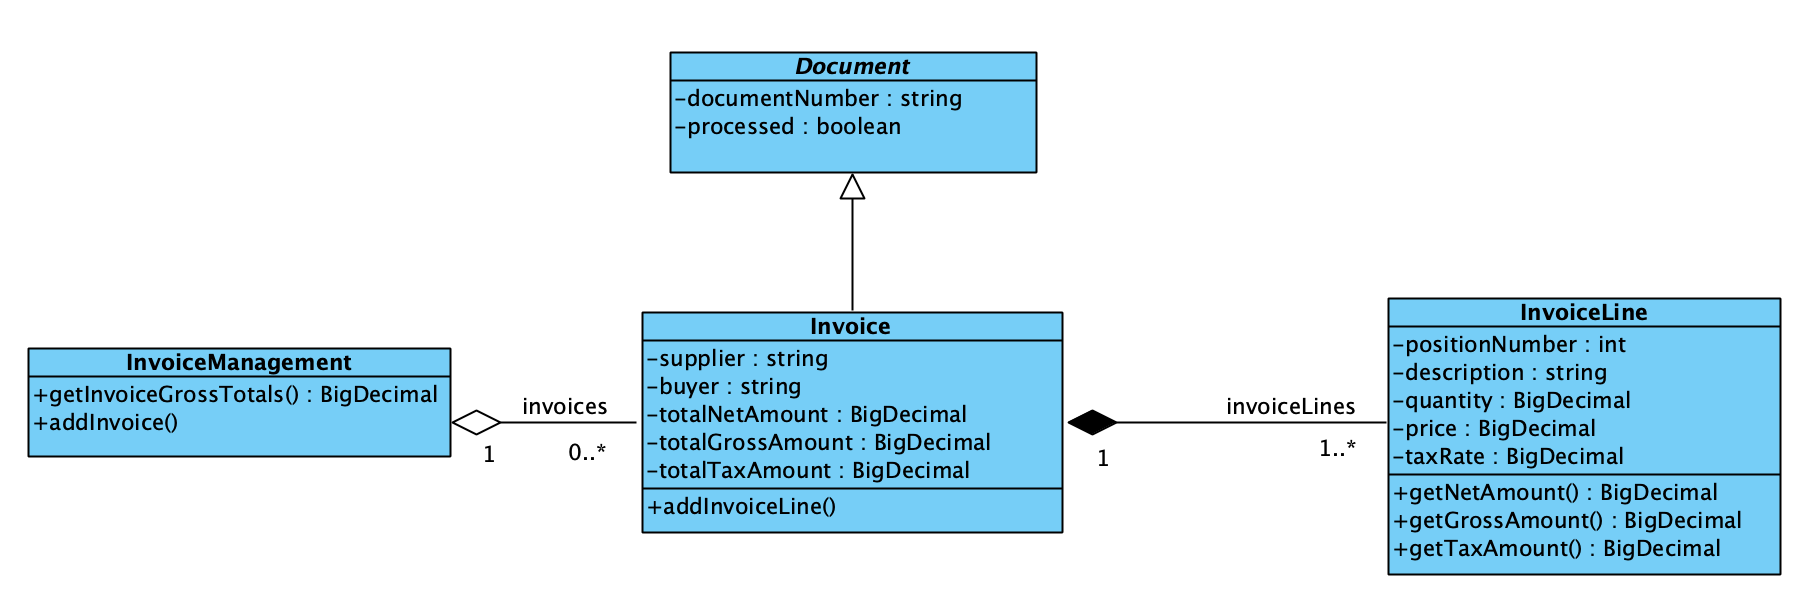 Document
-documentNumber : string
-processed : boolean
InvoiceManagement
+getInvoiceGrossTotals() : BigDecimal
+addInvoice()
invoices
1
0..*
Invoice
-supplier : string
-buyer : string
-totalNetAmount : BigDecimal
-totalGrossAmount : BigDecimal
-totalTaxAmount : BigDecimal
+addInvoiceLine()
invoiceLines
1
1..*
InvoiceLine
-positionNumber : int
-description : string
-quantity : BigDecimal
-price : BigDecimal
-taxRate : BigDecimal
+getNetAmount() : BigDecimal
+getGrossAmount() : BigDecimal
+getTaxAmount() : BigDecimal